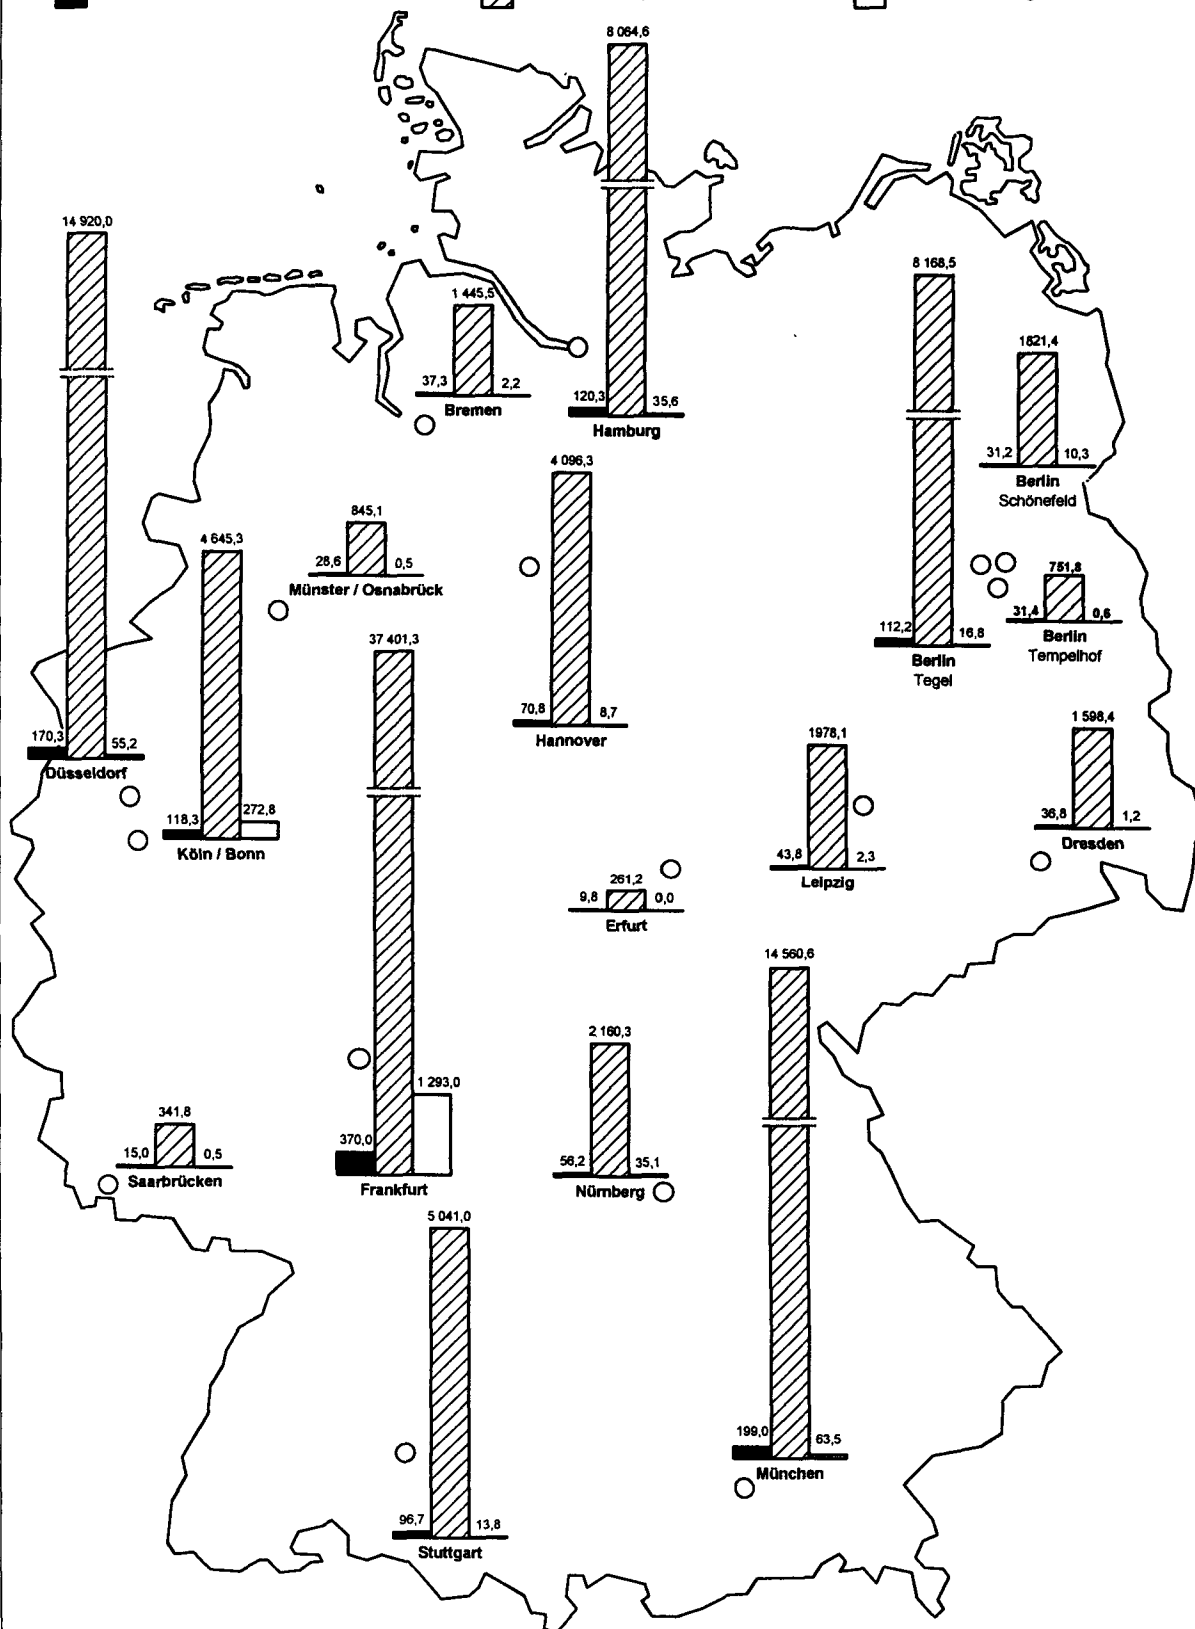 8 064,6
14 920,0
8 168,5
1 445,5
1821,4
37,3 2,2
Bremen
120,3 35,6
Hamburg
31,2 10,3
Berlin
Schönefeld
4 096,3
845,1
28,6 0,5
Münster / Osnabrück
4 645,3
751,8
31,4 0,6
Berlin
Tempelhof
112,2 16,8
Berlin
Tegel
37 401,3
70,8 8,7
Hannover
170,3 55,2
Düsseldorf
1978,1
1 598,4
118,3 272,8
Köln / Bonn
36,8 1,2
Dresden
43,8 2,3
Leipzig
261,2
9,8 0,0
Erfurt
14 560,6
2 160,3
1 293,0
341,8
15,0 0,5
Saarbrücken
370,0
Frankfurt
56,2 35,1
Nürnberg
5 041,0
199,0 63,5
München
96,7 13,8
Stuttgart